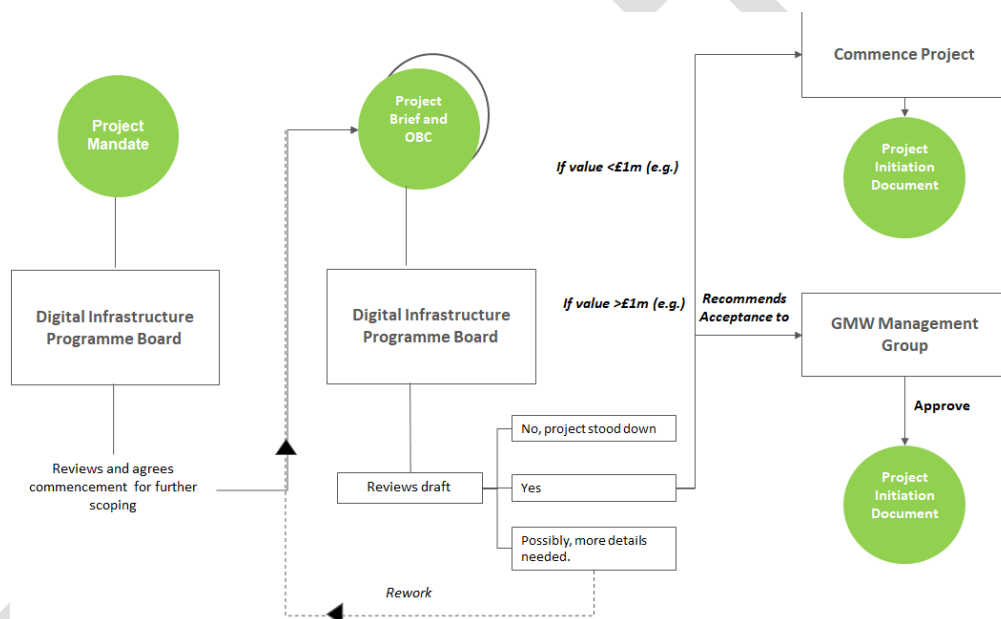 Project
Mandate
Digital Infrastructure
Programme Board
Reviews and agrees
commencement for further
scoping
Project
Brief and
OBC
Digital Infrastructure
Programme Board
Reviews draft
No, project stood down
Yes
Possibly, more details
needed.
Rework
If value <£1m (e.g.)
If value >£1m (e.g.)
Recommends
Acceptance to
Commence Project
Project
Initiation
Document
GMW Management
Group
Approve
Project
Initiation
Document